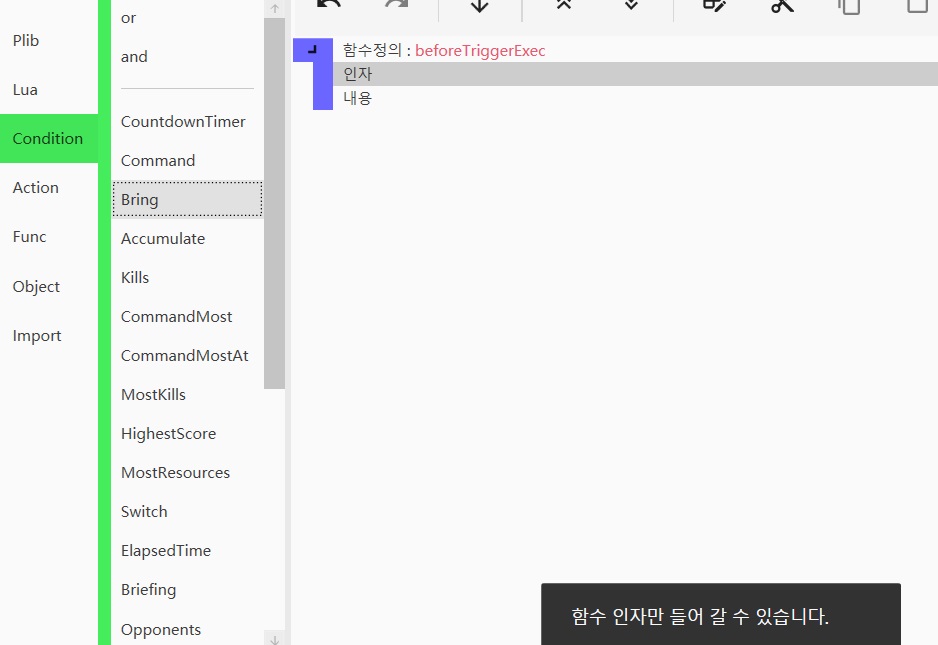 Plib
Lua
Condition
Action
Func
Object
Import
or
and
CountdownTimer
Command
Bring
Accumulate
Kills
CommandMost
CommandMostAt
MostKills
HighestScore
MostResources
Switch
ElapsedTime
Briefing
Opponents
함수정의 : beforeTriggerExec
인자
내용
함수 인자만 들어 갈 수 있습니다.